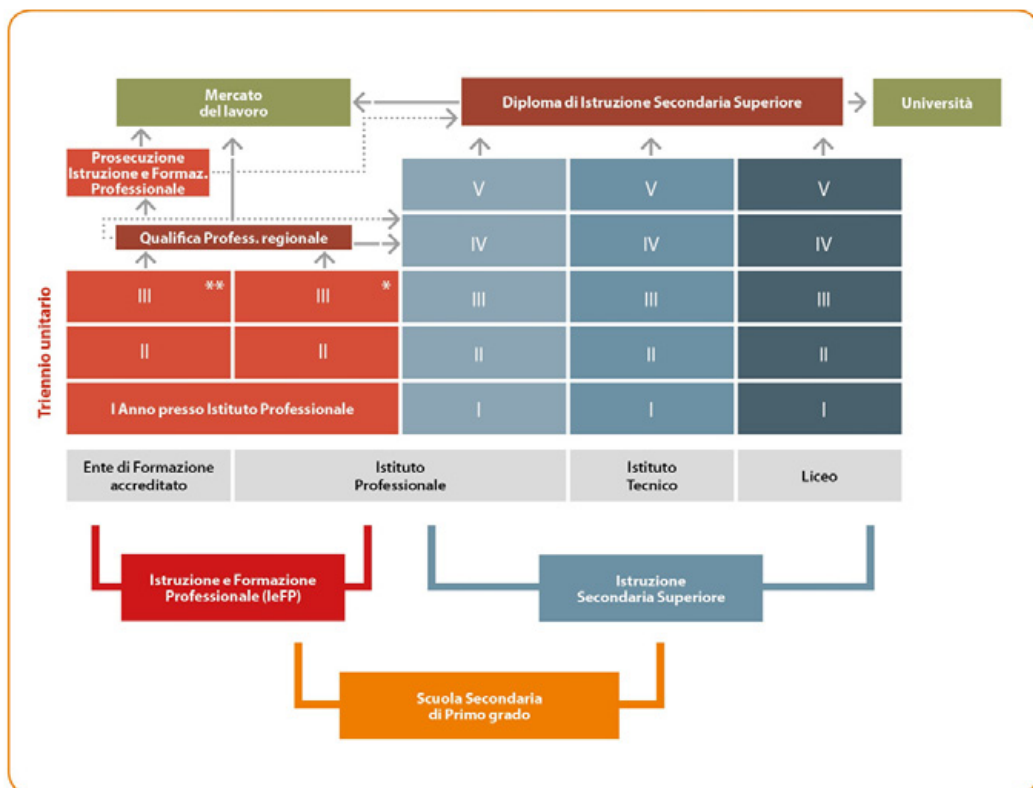 Mercato
del lavoro
Diploma di Istruzione Secondaria Superiore
Università
Prosecuzione
Istruzione e Formaz.
Professionale
Qualifica Profess. regionale
V V V
IV IV IV
III ** III * III III III
II II II II II
I Anno presso Istituto Professionale I I I
Triennio unitario
Ente di Formazione
accreditato
Istituto
Professionale
Istituto
Tecnico
Liceo
Istruzione e Formazione
Professionale (IeFP)
Istruzione
Secondaria Superiore
Scuola Secondaria
di Primo grado